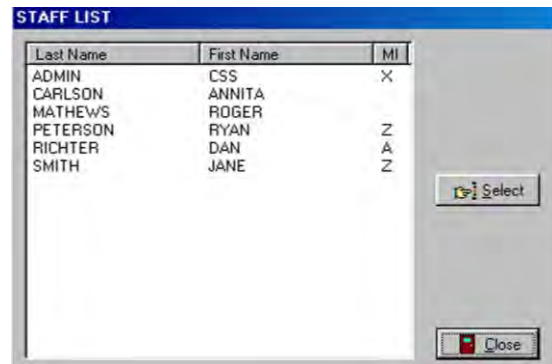 STAFF LIST
Last Name First Name MI
ADMIN CSS X
CARLSON ANNITA
MATHEWS ROGER
PETERSON RYAN Z
RICHTER DAN A
SMITH JANE Z
Select
Close